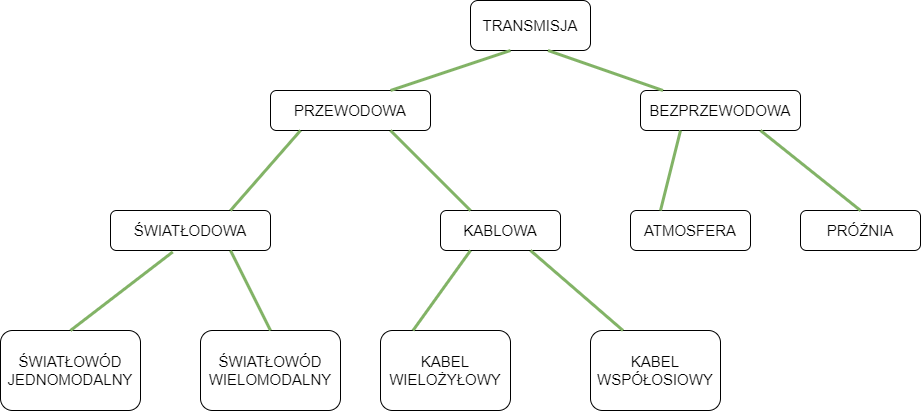 TRANSMISJA
PRZEWODOWA
BEZPRZEWODOWA
ŚWIATŁODOWA
KABLOWA
ATMOSFERA
PRÓŻNIA
ŚWIATŁOWÓD
JEDNOMODALNY
ŚWIATŁOWÓD
WIELOMODALNY
KABEL
WIELOŻYŁOWY
KABEL
WSPÓŁOSIOWY